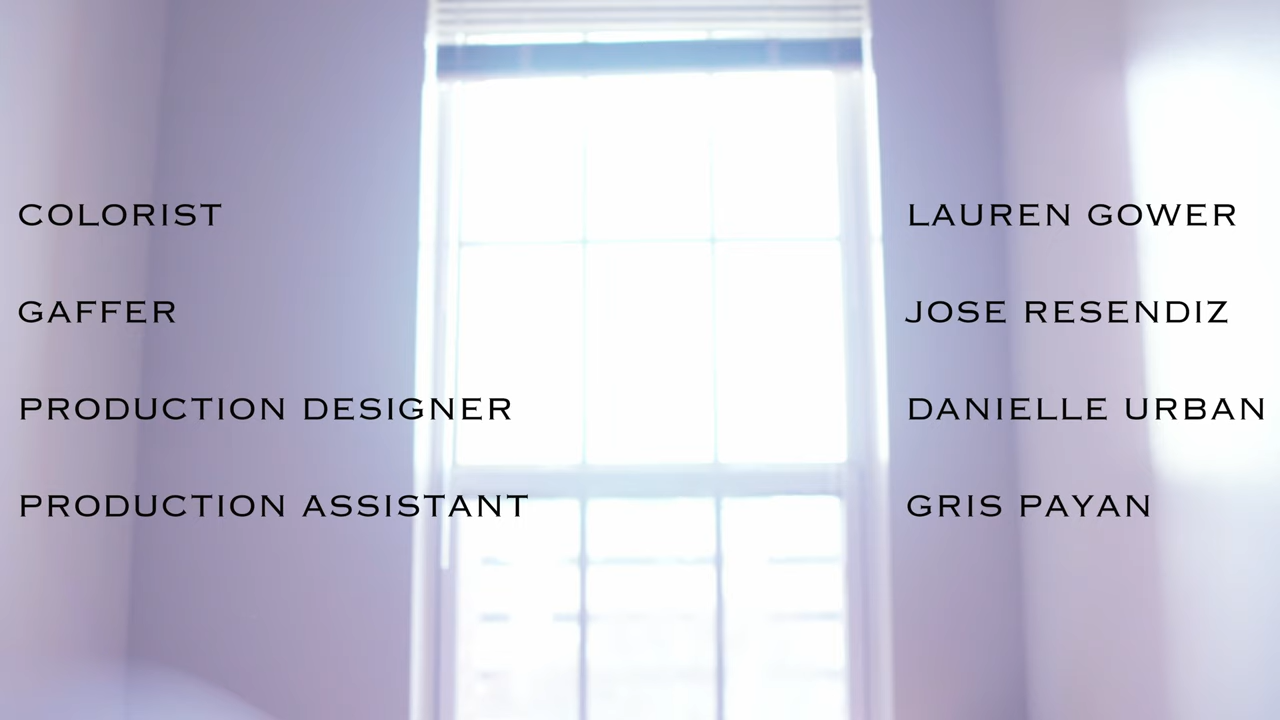 COLORIST LAUREN GOWER
GAFFER JOSE RESENDIZ
PRODUCTION DESIGNER DANIELLE URBAN
PRODUCTION ASSISTANT GRIS PAYAN